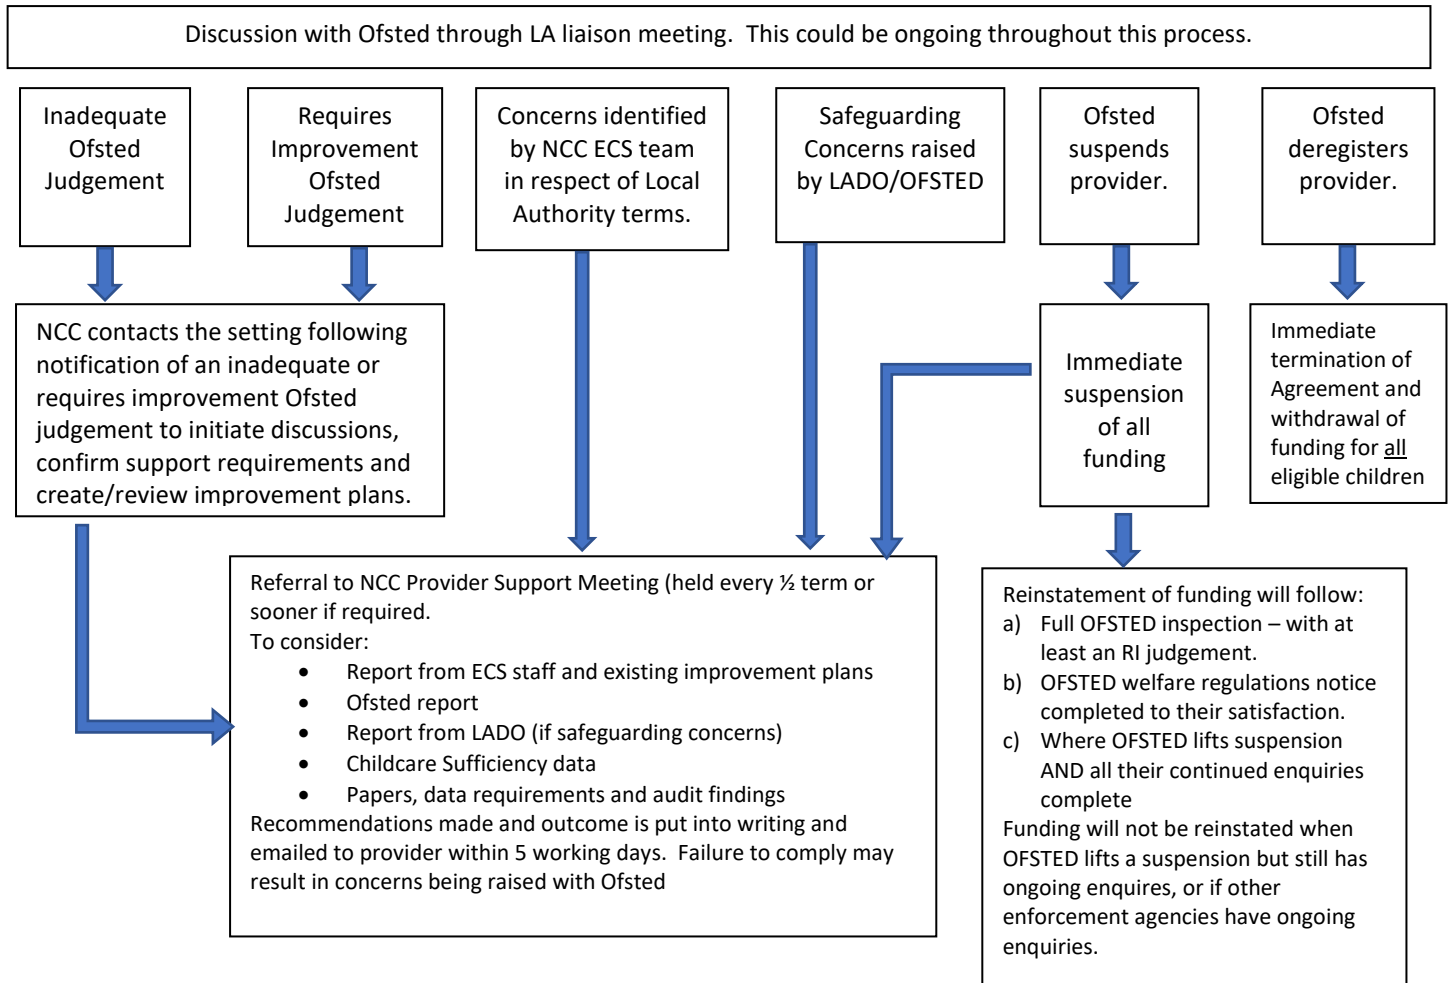 Discussion with Ofsted through LA liaison meeting.  This could be ongoing throughout this process.
Inadequate
Ofsted
Judgement
Requires
Improvement
Ofsted
Judgement
Concerns identified
by NCC ECS team
in respect of Local
Authority terms.
Safeguarding
Concerns raised
by LADO/OFSTED
Ofsted
suspends
provider.
Ofsted
deregisters
provider.
NCC contacts the setting following
notification of an inadequate or
requires improvement Ofsted
judgement to initiate discussions,
confirm support requirements and
create/review improvement plans.
Immediate
suspension
of all
funding
Immediate
termination of
Agreement and
withdrawal of
funding for all
eligible children
Referral to NCC Provider Support Meeting (held every ½ term or
sooner if required.
To consider:
• Report from ECS staff and existing improvement plans
• Ofsted report
• Report from LADO (if safeguarding concerns)
• Childcare Sufficiency data
• Papers, data requirements and audit findings
Recommendations made and outcome is put into writing and
emailed to provider within 5 working days.  Failure to comply may
result in concerns being raised with Ofsted
Reinstatement of funding will follow:
a) Full OFSTED inspection – with at
least an RI judgement.
b) OFSTED welfare regulations notice
completed to their satisfaction.
c) Where OFSTED lifts suspension
AND all their continued enquiries
complete
Funding will not be reinstated when
OFSTED lifts a suspension but still has
ongoing enquires, or if other
enforcement agencies have ongoing
enquiries.